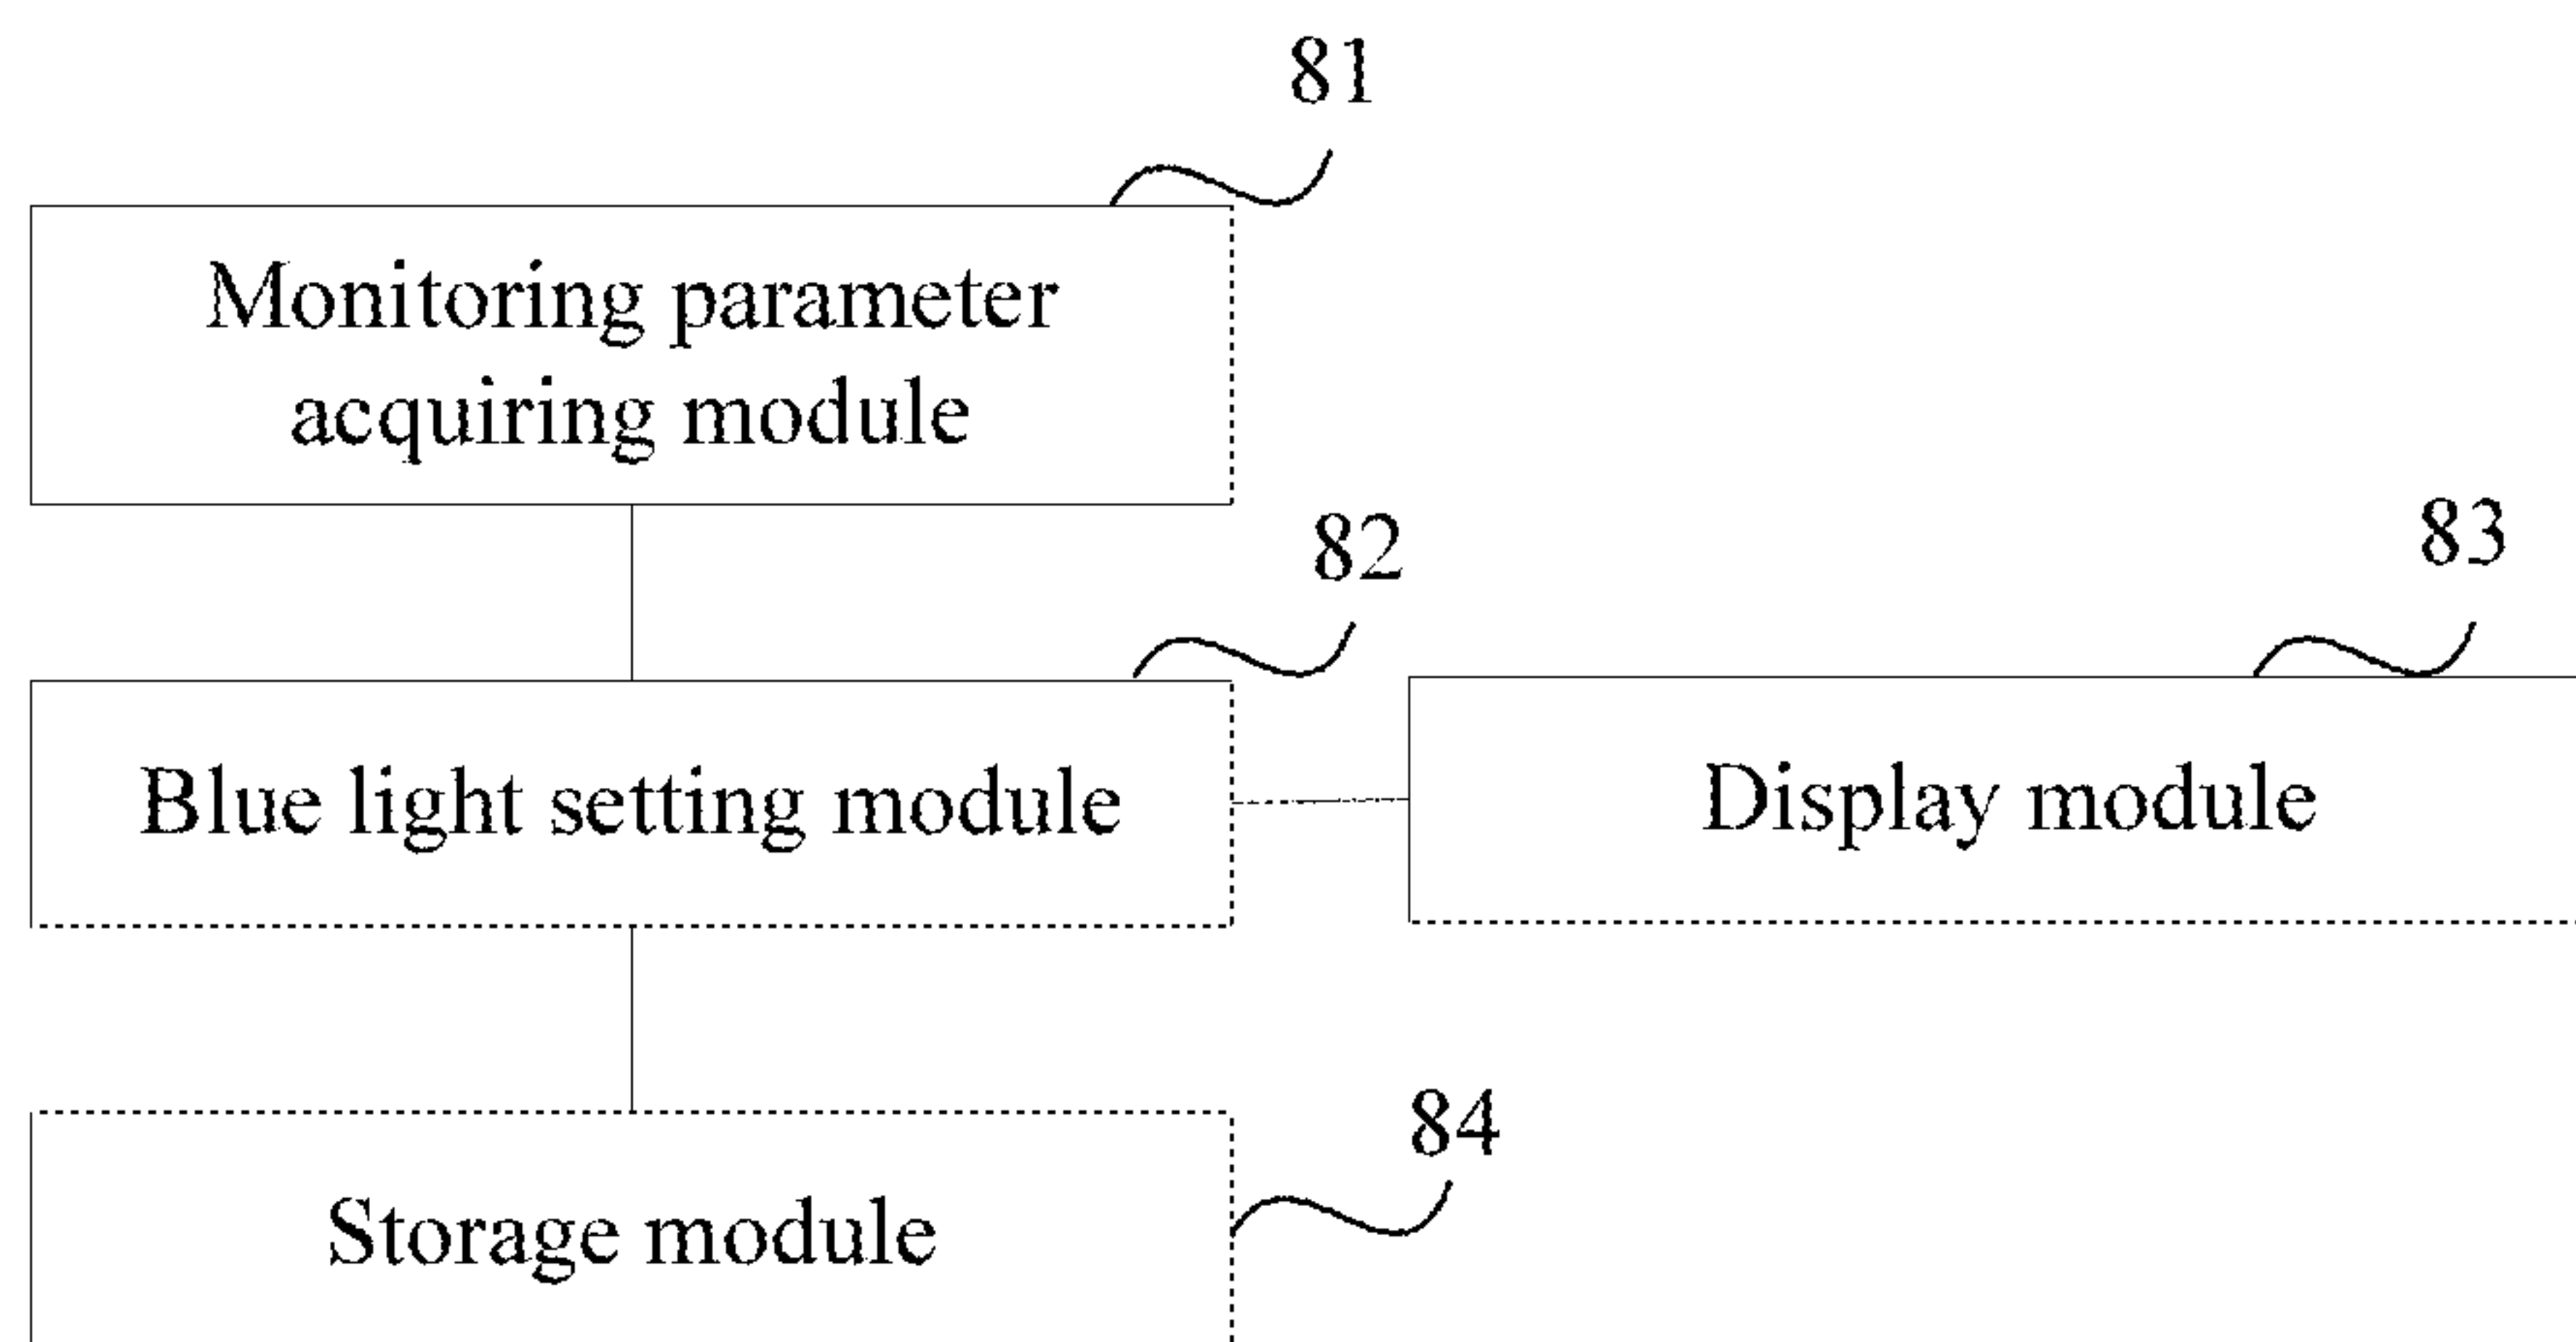 81
Monitoring parameter
acquiring module
82
83
Blue light setting module
Display module
84
Storage module